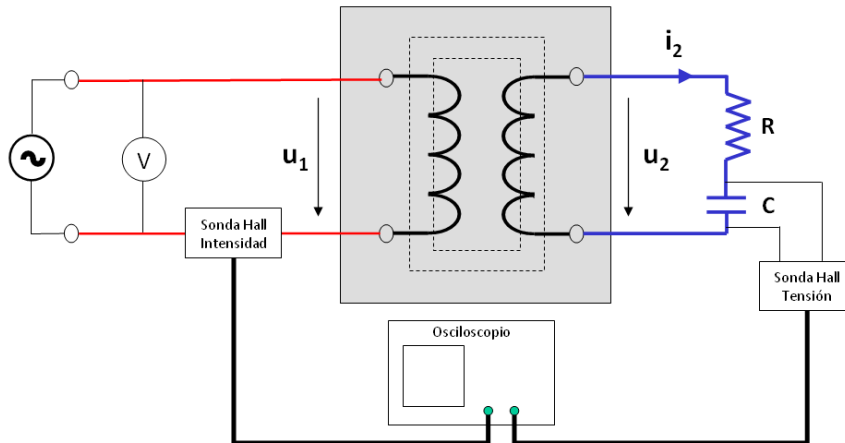 i2
R
V
u1
u2
C
Sonda Hall
Intensidad
Sonda Hall
Tensión
Osciloscopio